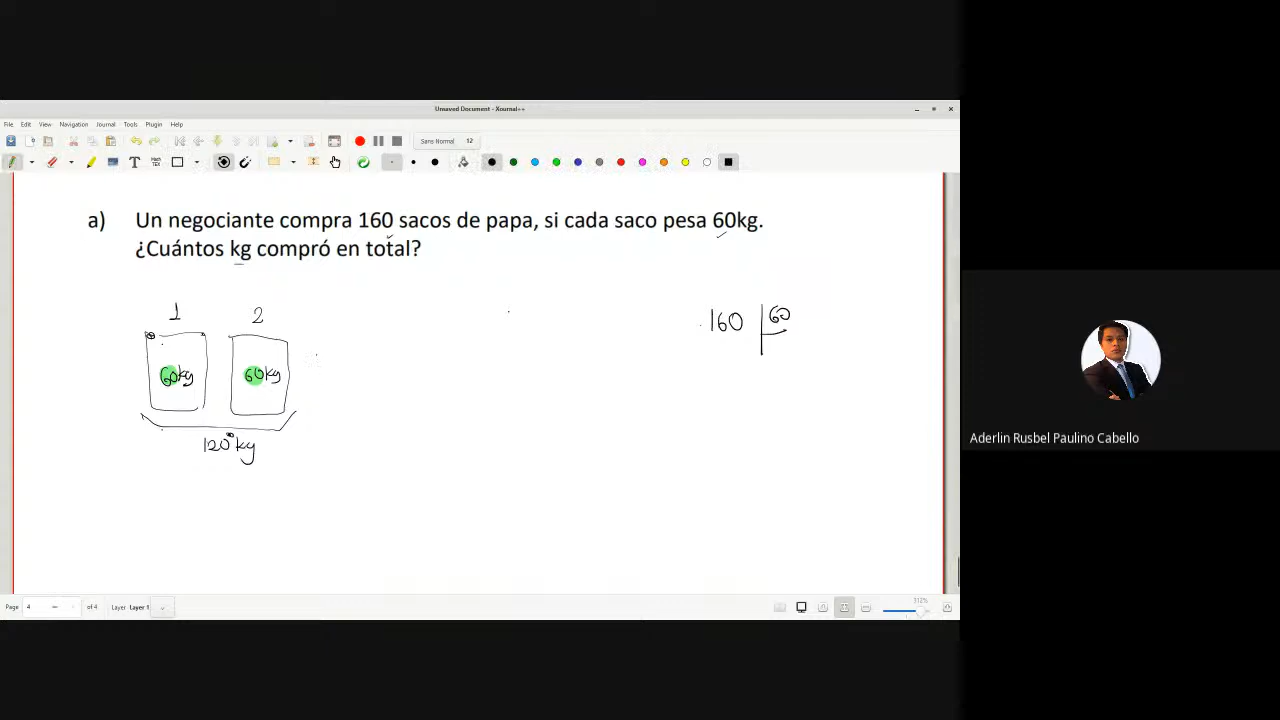 Unsaved Document - Xournal++
File Edit View Navigation Journal Tools Plugin Help
Sans Normal 12
a) Un negociante compra 160 sacos de papa, si cada saco pesa 60kg.
¿Cuántos kg compró en total?
1 2
160 60
60kg 60kg
120 kg
Aderlin Rusbel Paulino Cabello
Page 4 of 4 Layer Layer 1
312%